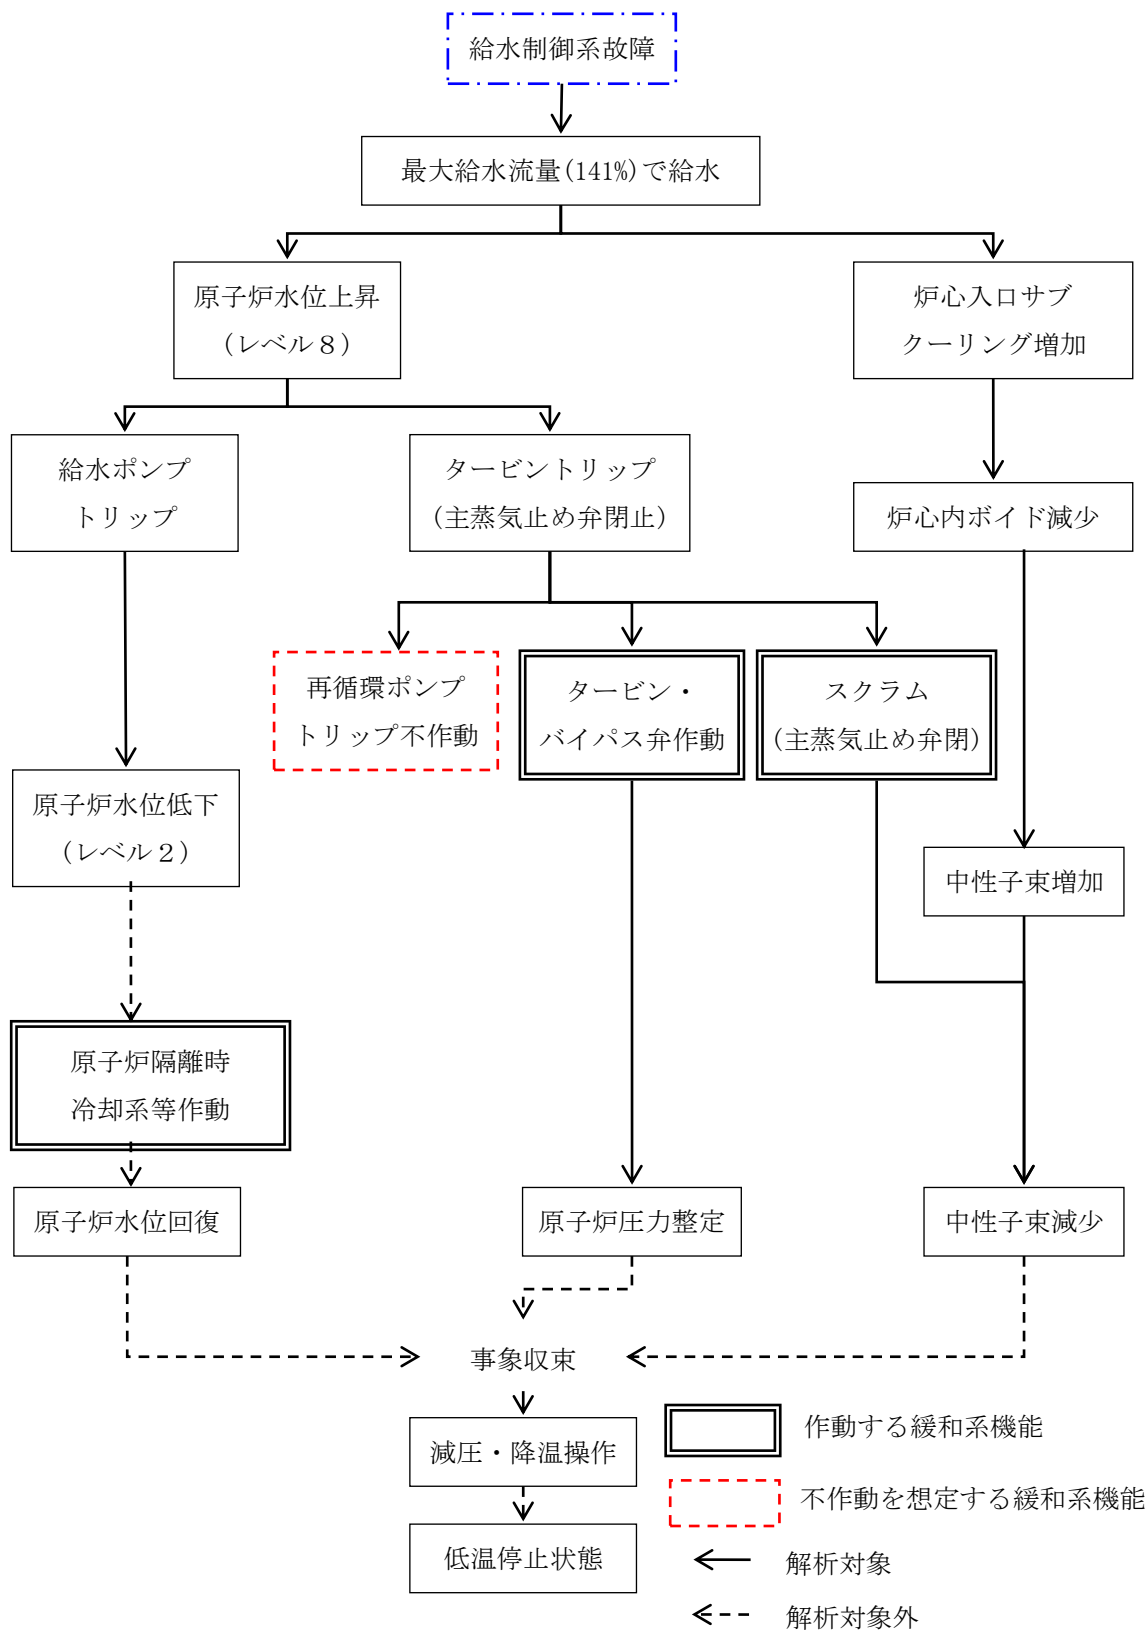 給水制御系故障
最大給水流量(141%)で給水
原子炉水位上昇
(レベル８)
炉心入口サブ
クーリング増加
給水ポンプ
トリップ
タービントリップ
(主蒸気止め弁閉止)
炉心内ボイド減少
再循環ポンプ
トリップ不作動
タービン・
バイパス弁作動
スクラム
(主蒸気止め弁閉)
原子炉水位低下
(レベル２)
中性子束増加
原子炉隔離時
冷却系等作動
原子炉水位回復
原子炉圧力整定
中性子束減少
事象収束
減圧・降温操作
低温停止状態
作動する緩和系機能
不作動を想定する緩和系機能
解析対象
解析対象外